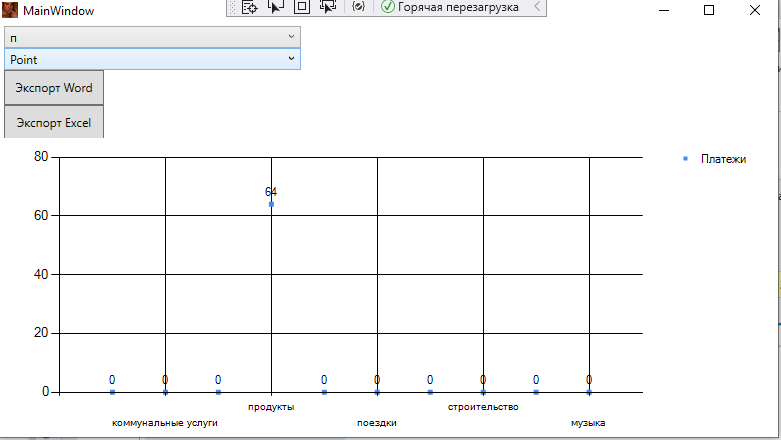 MainWindow
Горячая перезагрузка
п
Point
Экспорт Word
Экспорт Excel
80
60
40
20
0
64
0 0 0 0 0 0 0 0 0
Платежи
продукты строительство
коммунальные услуги поездки музыка